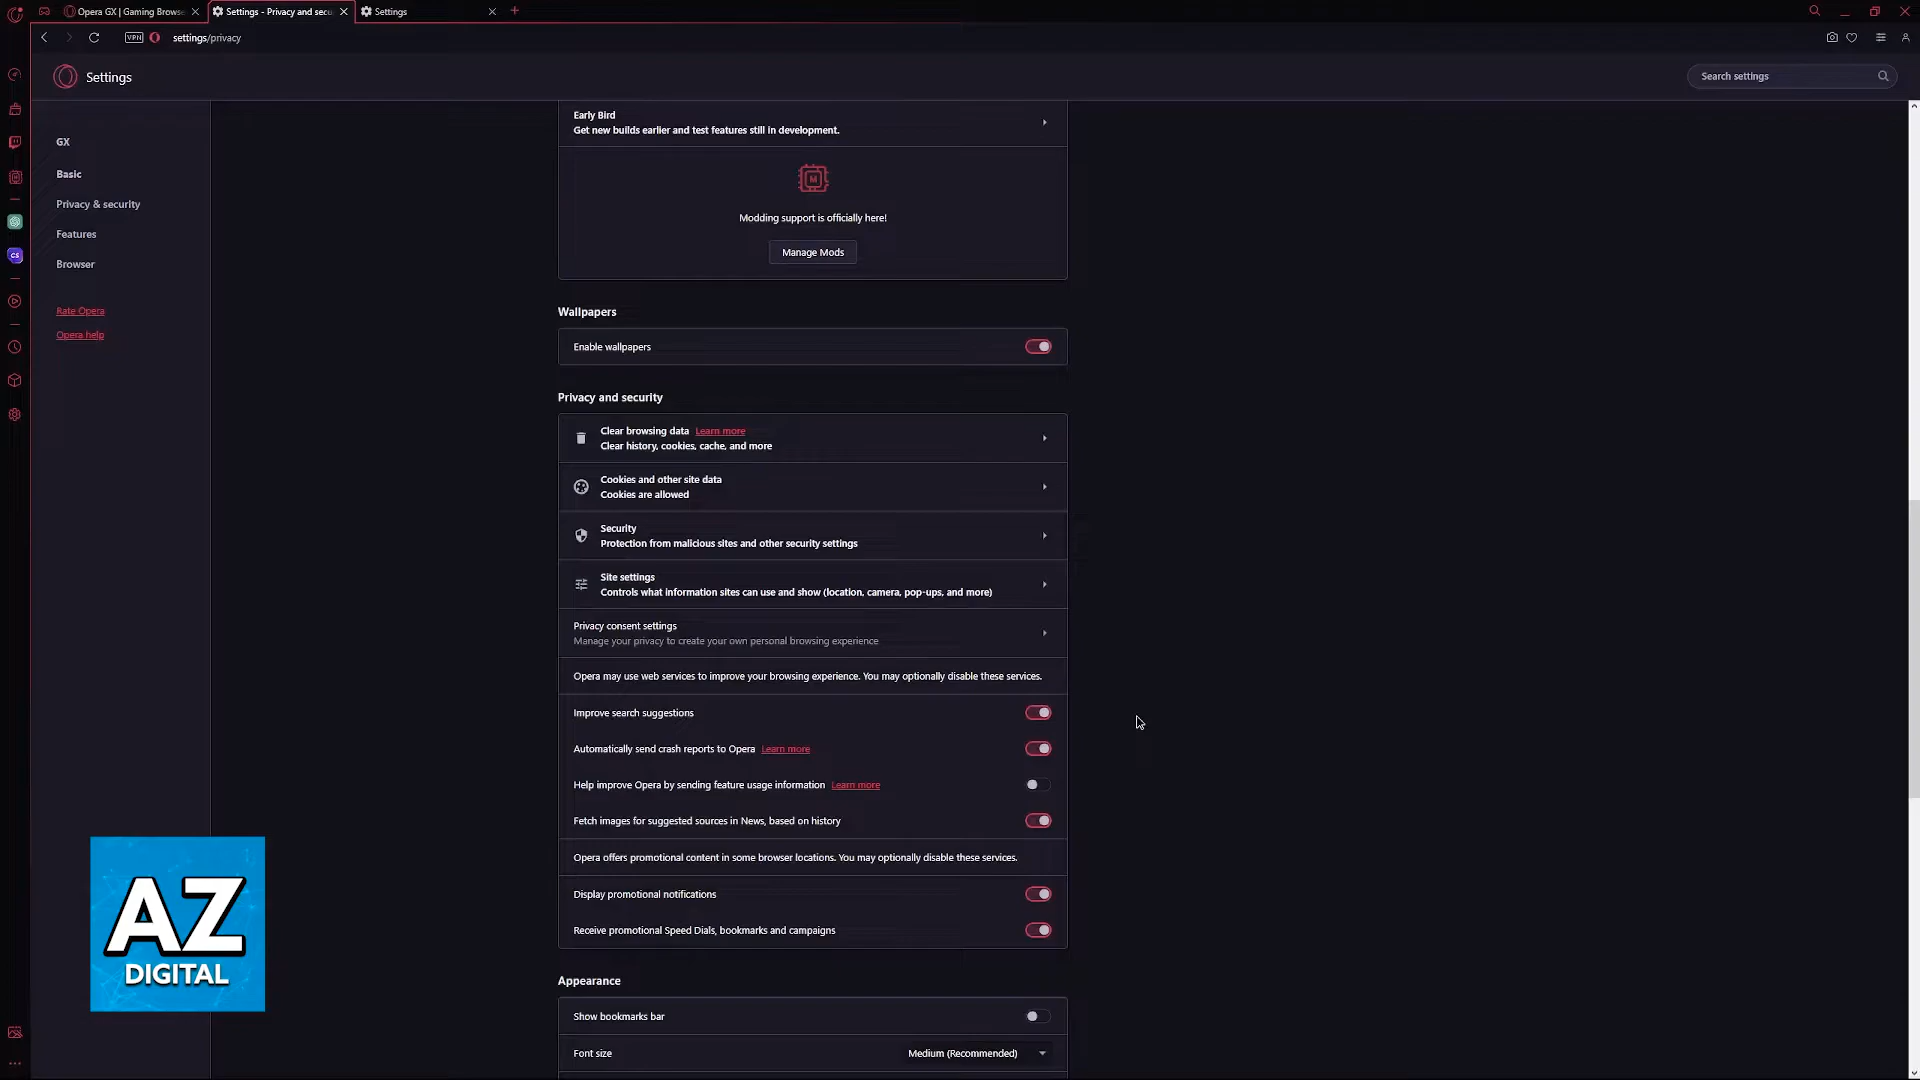 Opera GX | Gaming Browse
Settings - Privacy and secu
Settings
VPN
settings/privacy
Settings
Search settings
GX
Basic
Privacy & security
Features
Browser
Rate Opera
Opera help
Early Bird
Get new builds earlier and test features still in development.
M
Modding support is officially here!
Manage Mods
Wallpapers
Enable wallpapers
Privacy and security
Clear browsing data Learn more
Clear history, cookies, cache, and more
Cookies and other site data
Cookies are allowed
Security
Protection from malicious sites and other security settings
Site settings
Controls what information sites can use and show (location, camera, pop-ups, and more)
Privacy consent settings
Manage your privacy to create your own personal browsing experience
Opera may use web services to improve your browsing experience. You may optionally disable these services.
Improve search suggestions
Automatically send crash reports to Opera Learn more
Help improve Opera by sending feature usage information Learn more
Fetch images for suggested sources in News, based on history
Opera offers promotional content in some browser locations. You may optionally disable these services.
Display promotional notifications
Receive promotional Speed Dials, bookmarks and campaigns
Appearance
Show bookmarks bar
Font size
Medium (Recommended)
CS
AZ
DIGITAL